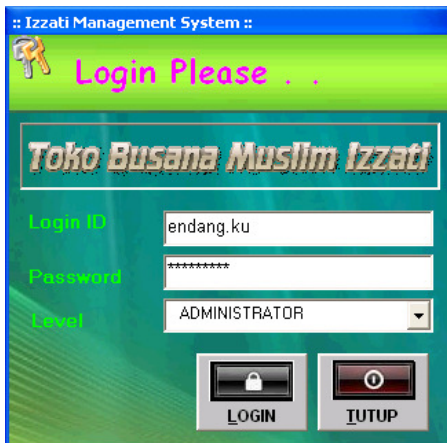 :: Izzati Management System ::
Login Please . .
Toko Busana Muslim Izzati
Login ID
endang.ku
Password
*********
Level
ADMINISTRATOR
LOGIN
TUTUP